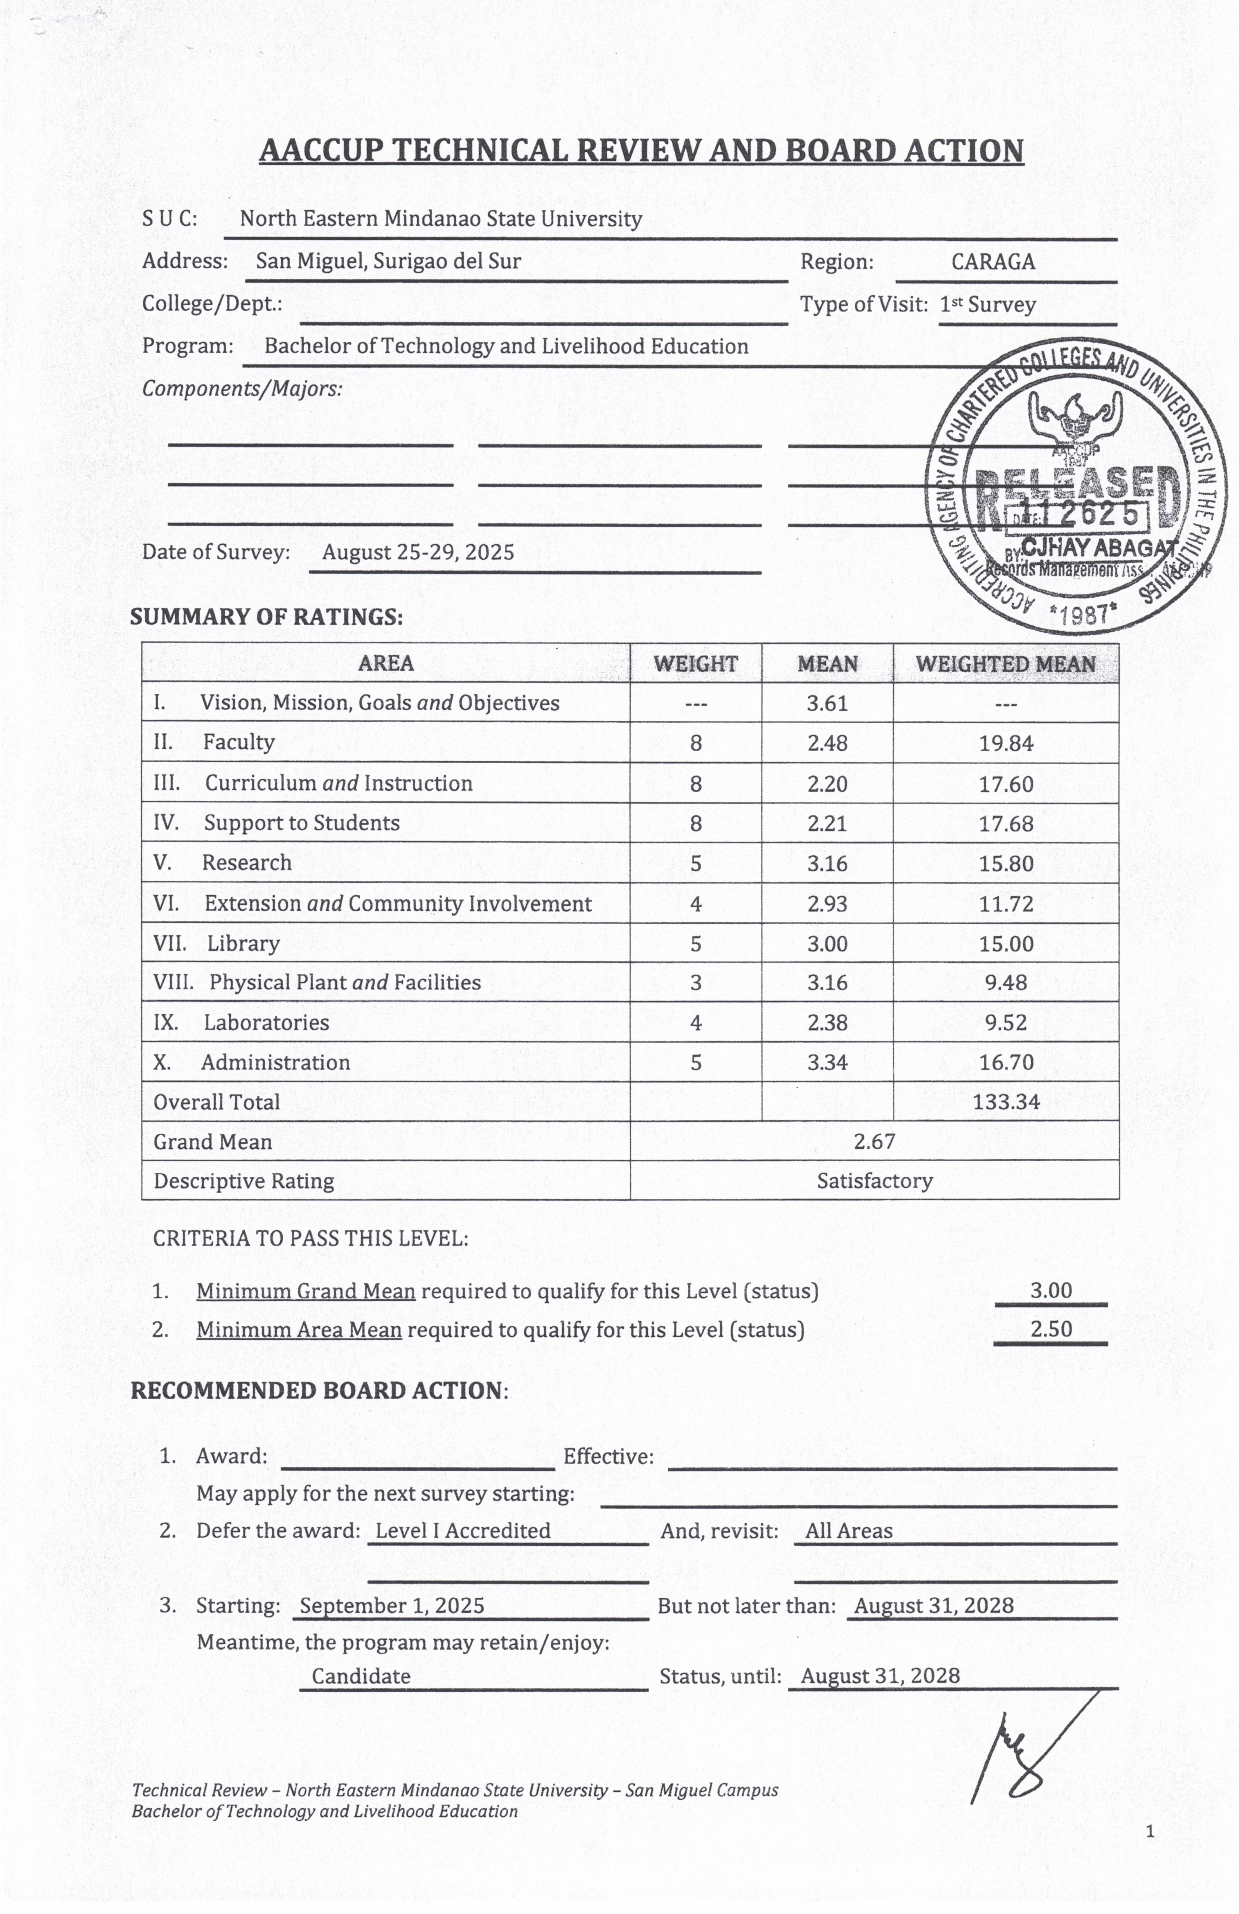 AACCUP TECHNICAL REVIEW AND BOARD ACTION
S U C: North Eastern Mindanao State University
Address: San Miguel, Surigao del Sur Region: CARAGA
College/Dept.: Type of Visit: 1st Survey
Program: Bachelor of Technology and Livelihood Education
Components/Majors:
ACCREDITING AGENCY OF CHARTERED COLLEGES AND UNIVERSITIES IN THE PHILIPPINES
AACCUP
1987
RELEASED
DATE: 112625
BY: CJHAY ABAGAT
Records Management Ass
*1987*
Date of Survey: August 25-29, 2025
SUMMARY OF RATINGS:
AREA WEIGHT MEAN WEIGHTED MEAN
I. Vision, Mission, Goals and Objectives --- 3.61 ---
II. Faculty 8 2.48 19.84
III. Curriculum and Instruction 8 2.20 17.60
IV. Support to Students 8 2.21 17.68
V. Research 5 3.16 15.80
VI. Extension and Community Involvement 4 2.93 11.72
VII. Library 5 3.00 15.00
VIII. Physical Plant and Facilities 3 3.16 9.48
IX. Laboratories 4 2.38 9.52
X. Administration 5 3.34 16.70
Overall Total 133.34
Grand Mean 2.67
Descriptive Rating Satisfactory
CRITERIA TO PASS THIS LEVEL:
1. Minimum Grand Mean required to qualify for this Level (status) 3.00
2. Minimum Area Mean required to qualify for this Level (status) 2.50
RECOMMENDED BOARD ACTION:
1. Award: Effective:
May apply for the next survey starting:
2. Defer the award: Level I Accredited And, revisit: All Areas
3. Starting: September 1, 2025 But not later than: August 31, 2028
Meantime, the program may retain/enjoy:
Candidate Status, until: August 31, 2028
Technical Review – North Eastern Mindanao State University – San Miguel Campus
Bachelor of Technology and Livelihood Education
1